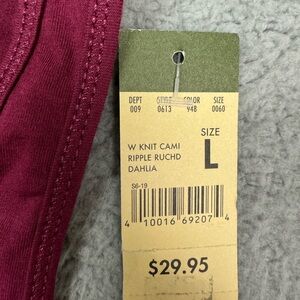 DEPT STYLE COLOR SIZE
009 0613 948 0060
SIZE
L
W KNIT CAMI
RIPPLE RUCHD
DAHLIA
S6-19
4 10016 69207 4
$29.95